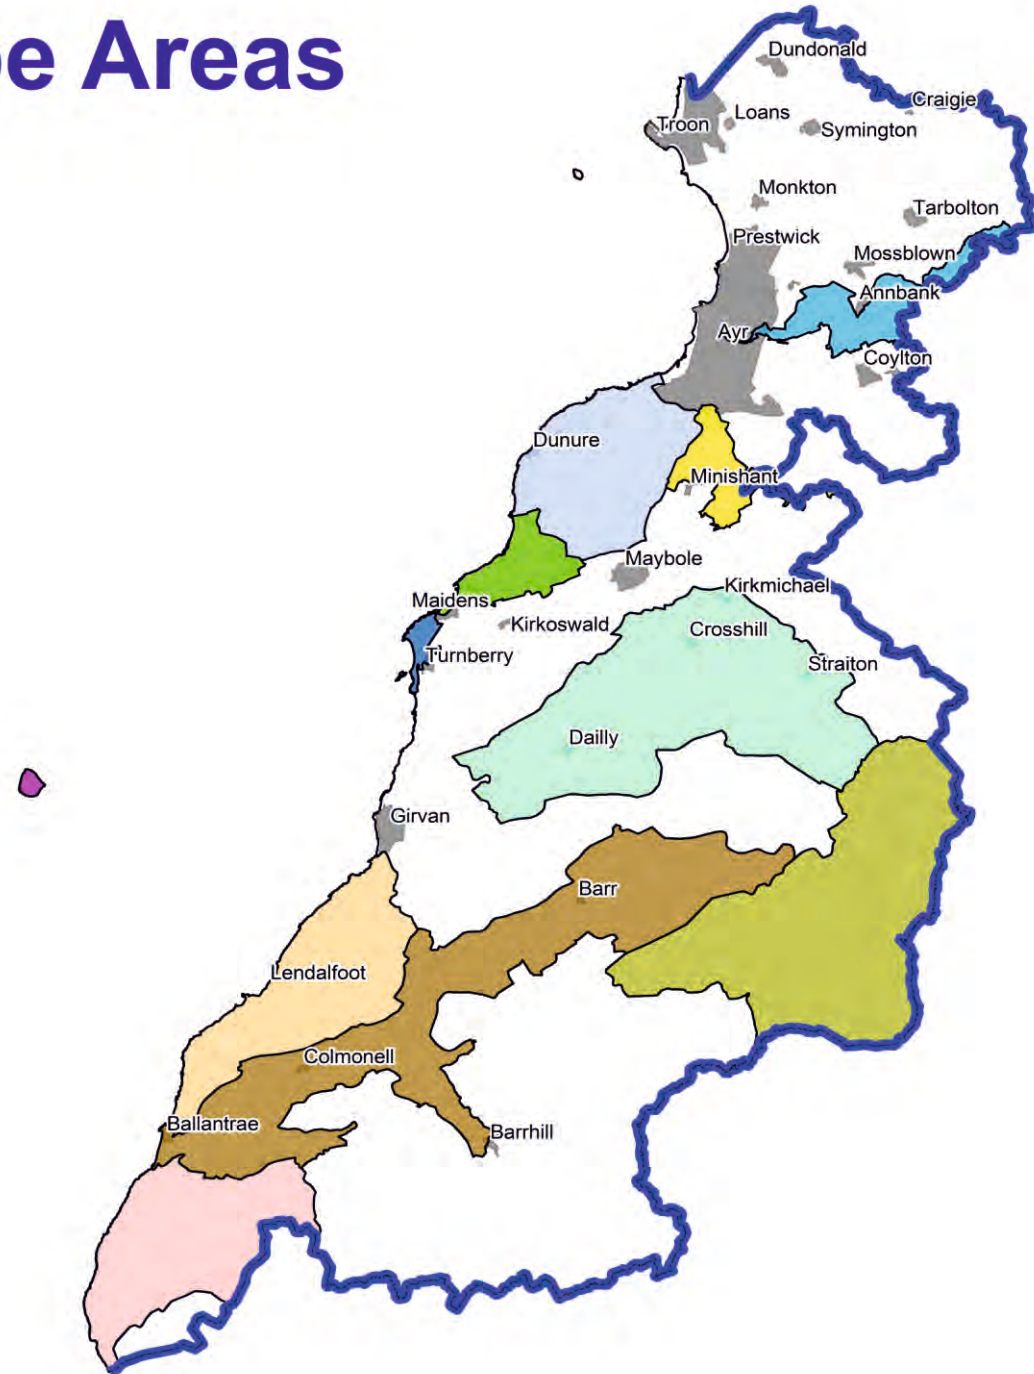 Areas
Dundonald
Craigie
Loans
Troon
Symington
Monkton
Tarbolton
Prestwick
Mossblown
Annbank
Ayr
Coylton
Dunure
Minishant
Maybole
Kirkmichael
Maidens
Kirkoswald
Crosshill
Turnberry
Straiton
Dailly
Girvan
Barr
Lendalfoot
Colmonell
Ballantrae
Barrhill